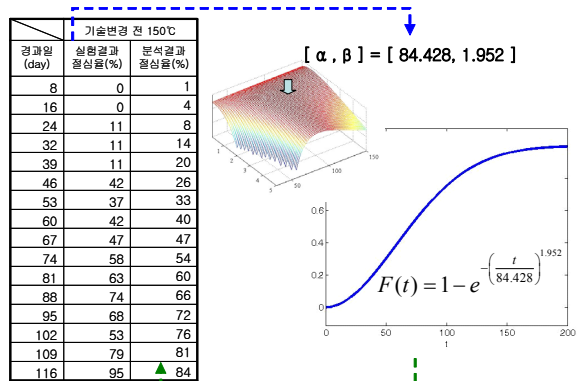 기술변경 전 150℃
경과일 (day) 실험결과 절심율(%) 분석결과 절심율(%)
8 0 1
16 0 4
24 11 8
32 11 14
39 11 20
46 42 26
53 37 33
60 42 40
67 47 47
74 58 54
81 63 60
88 74 66
95 68 72
102 53 76
109 79 81
116 95 84
[ α , β ] = [ 84.428, 1.952 ]
1 2 3 4 5
50 100 150
0.6
0.4
0.2
0
0 50 100 150 200
t
F(t) = 1 − e^{−(t/84.428)^{1.952}}